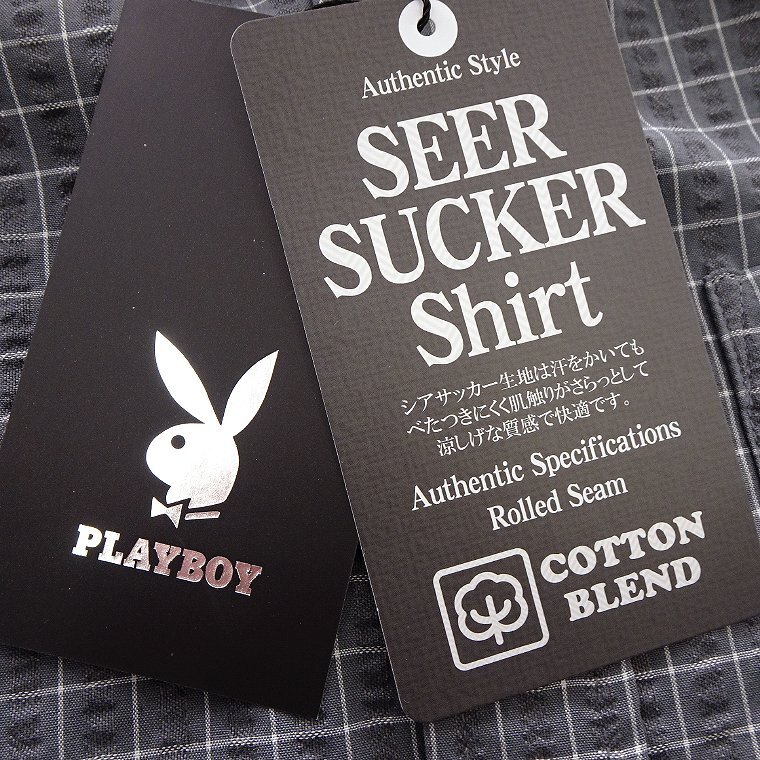 PLAYBOY
Authentic Style
SEER
SUCKER
Shirt
シアサッカー生地は汗をかいても
べたつきにくく肌触りがさらっとして
涼しげな質感で快適です。
Authentic Specifications
Rolled Seam
COTTON
BLEND